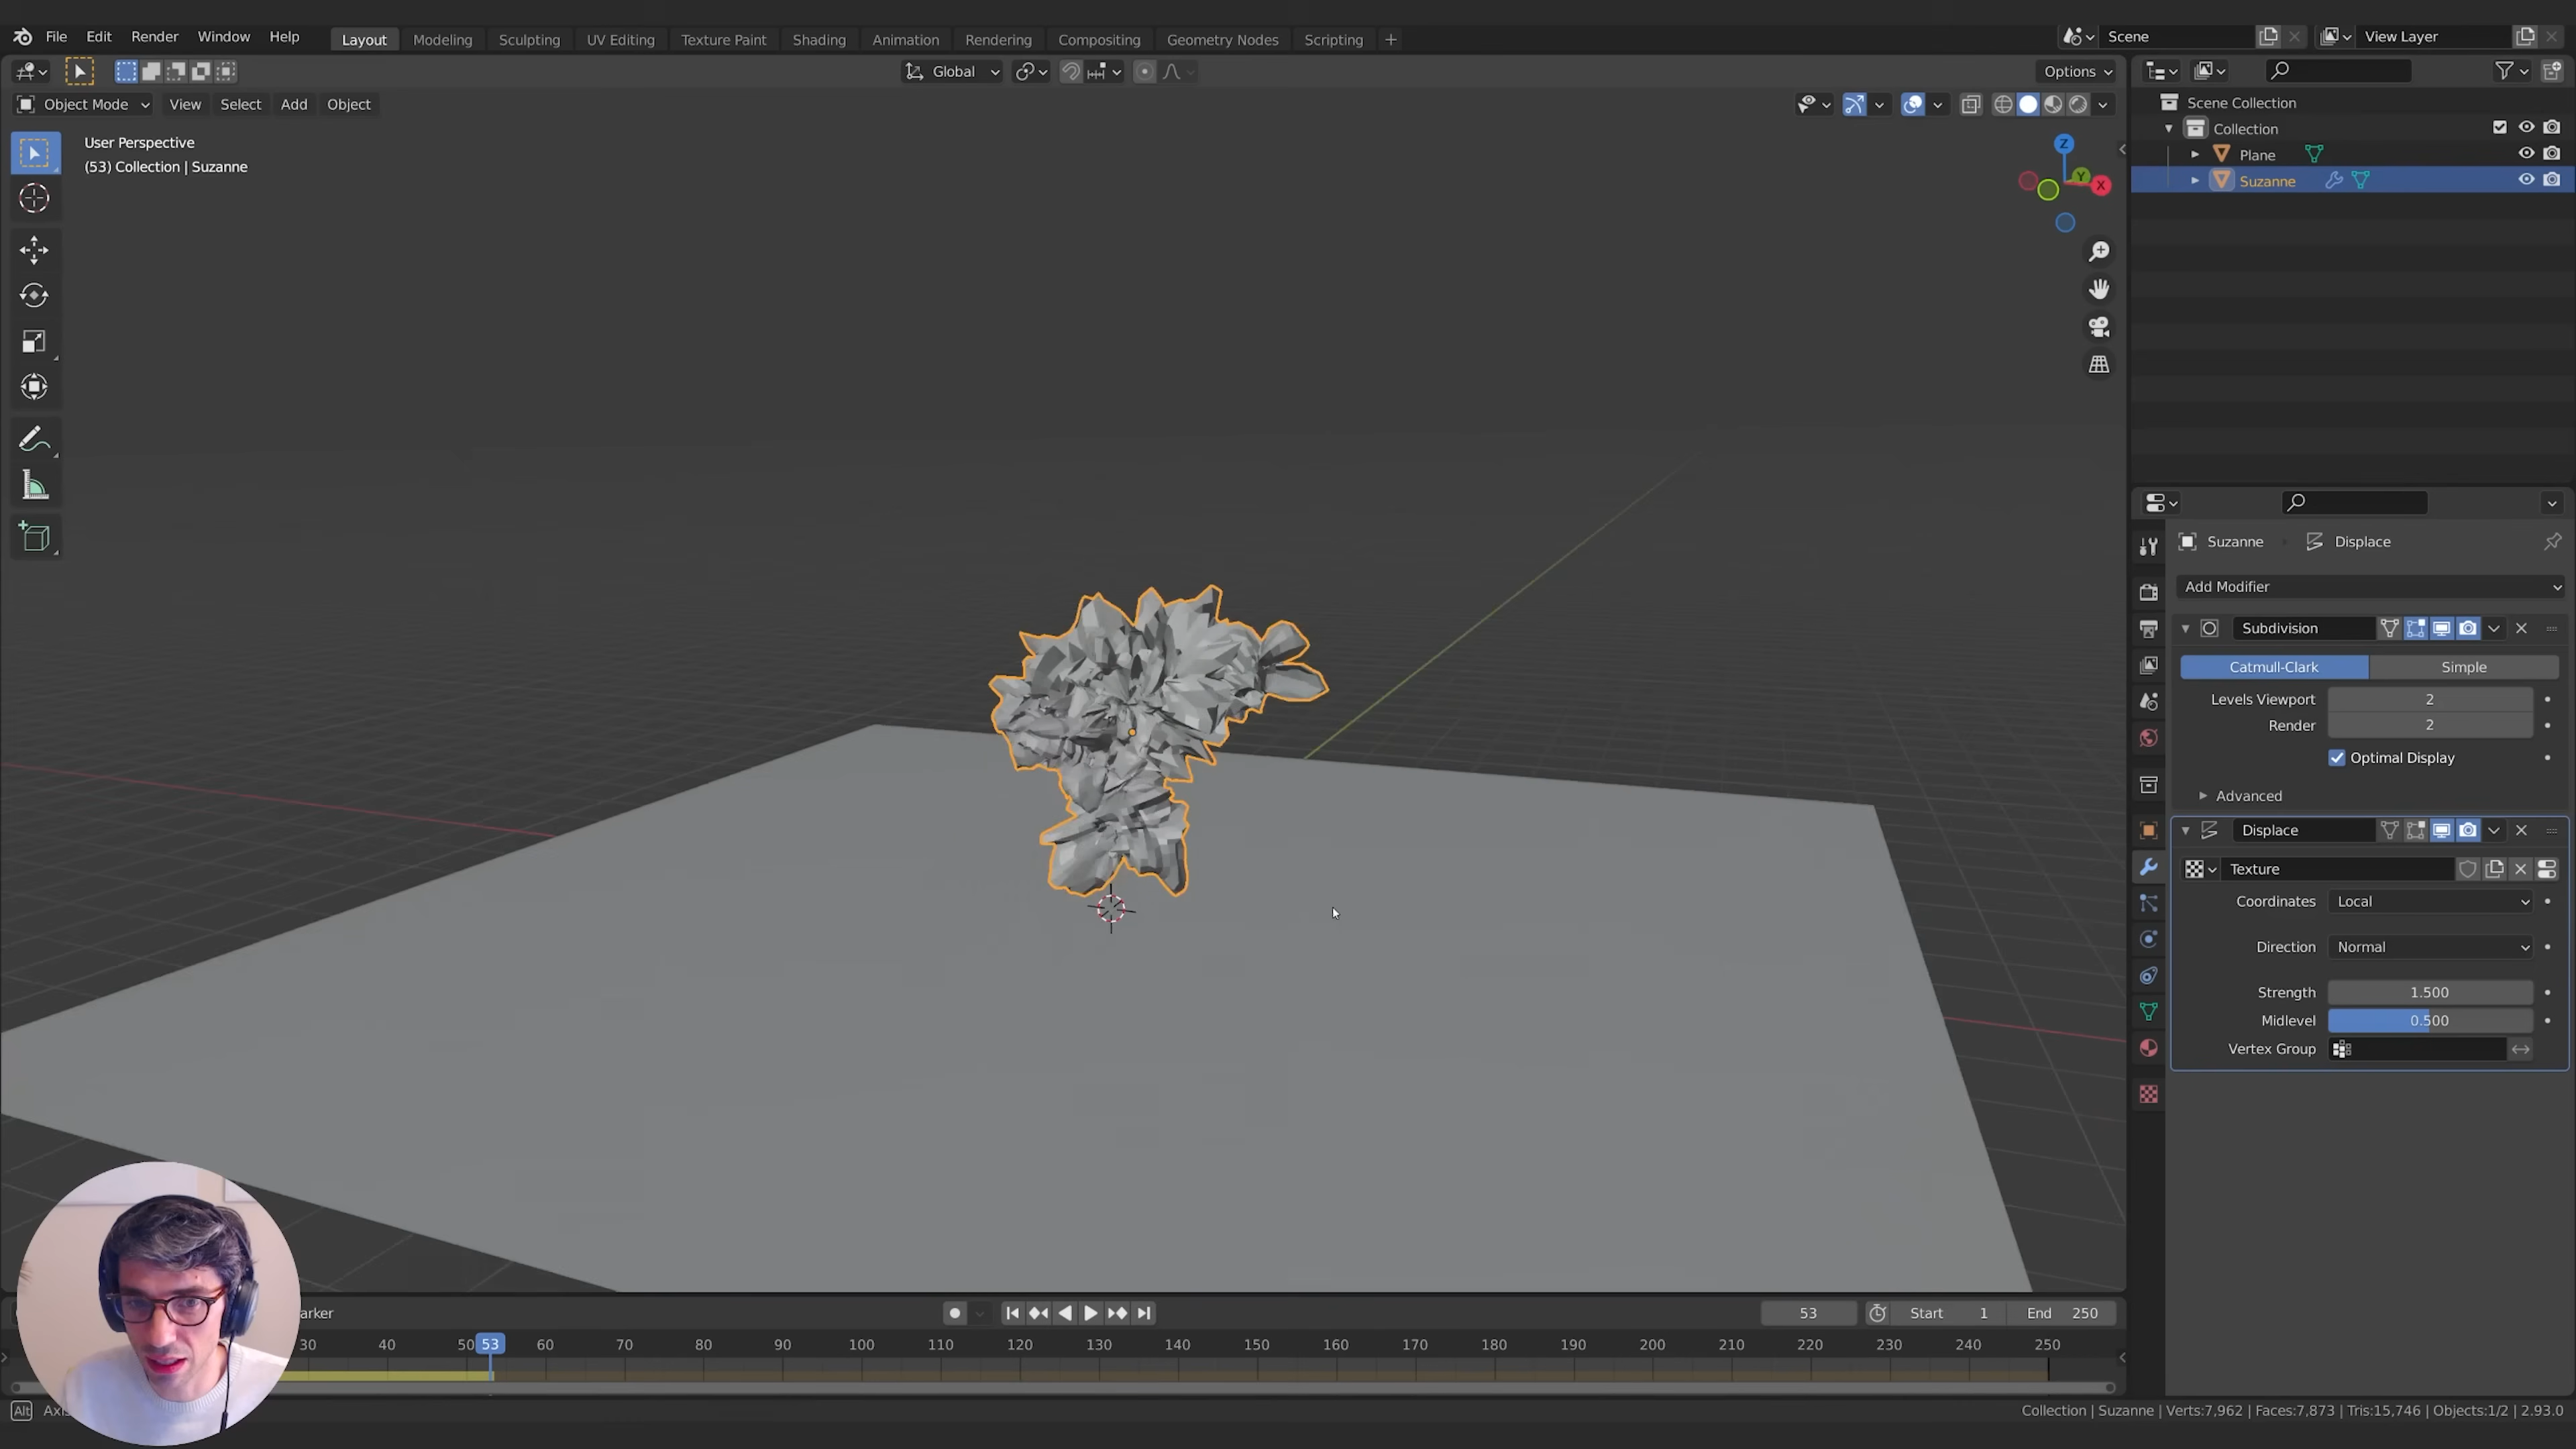 File Edit Render Window Help Layout Modeling Sculpting UV Editing Texture Paint Shading Animation Rendering Compositing Geometry Nodes Scripting + Scene View Layer
Global Options
Object Mode View Select Add Object
User Perspective
(53) Collection | Suzanne
Z
Y
X
Scene Collection
Collection
Plane
Suzanne
Suzanne Displace
Add Modifier
Subdivision
Catmull-Clark Simple
Levels Viewport 2
Render 2
Optimal Display
Advanced
Displace
Texture
Coordinates Local
Direction Normal
Strength 1.500
Midlevel 0.500
Vertex Group
arker 53 Start 1 End 250
30 40 50 53 60 70 80 90 100 110 120 130 140 150 160 170 180 190 200 210 220 230 240 250
Alt Axis
Collection | Suzanne | Verts:7,962 | Faces:7,873 | Tris:15,746 | Objects:1/2 | 2.93.0